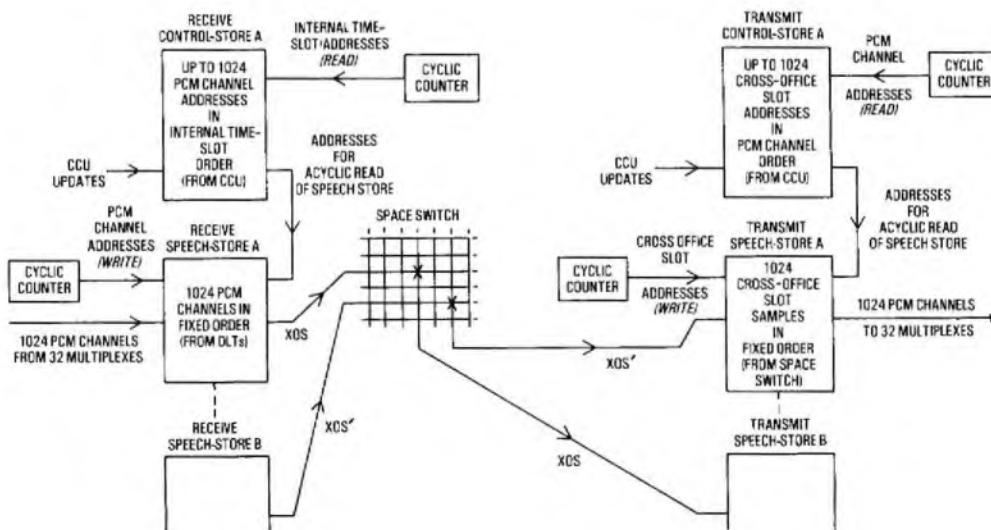 RECEIVE
CONTROL-STORE A
UP TO 1024
PCM CHANNEL
ADDRESSES
IN
INTERNAL TIME-
SLOT
ORDER
(FROM CCU)
INTERNAL TIME-
SLOT ADDRESSES
(READ)
CYCLIC
COUNTER
CCU
UPDATES
ADDRESSES
FOR
ACYCLIC READ
OF SPEECH STORE
PCM
CHANNEL
ADDRESSES
(WRITE)
CYCLIC
COUNTER
RECEIVE
SPEECH-STORE A
1024 PCM
CHANNELS IN
FIXED ORDER
(FROM DLTs)
1024 PCM CHANNELS
FROM 32 MULTIPLEXES
XOS
SPACE SWITCH
RECEIVE
SPEECH-STORE B
XOS'
TRANSMIT
CONTROL-STORE A
UP TO 1024
CROSS-OFFICE
SLOT
ADDRESSES
IN
PCM CHANNEL
ORDER
(FROM CCU)
PCM
CHANNEL
ADDRESSES
(READ)
CYCLIC
COUNTER
CCU
UPDATES
ADDRESSES
FOR
ACYCLIC READ
OF SPEECH STORE
CROSS OFFICE
SLOT
ADDRESSES
(WRITE)
CYCLIC
COUNTER
TRANSMIT
SPEECH-STORE A
1024
CROSS-OFFICE
SLOT
SAMPLES
IN
FIXED ORDER
(FROM SPACE
SWITCH)
1024 PCM CHANNELS
TO 32 MULTIPLEXES
XOS'
XOS
TRANSMIT
SPEECH-STORE B